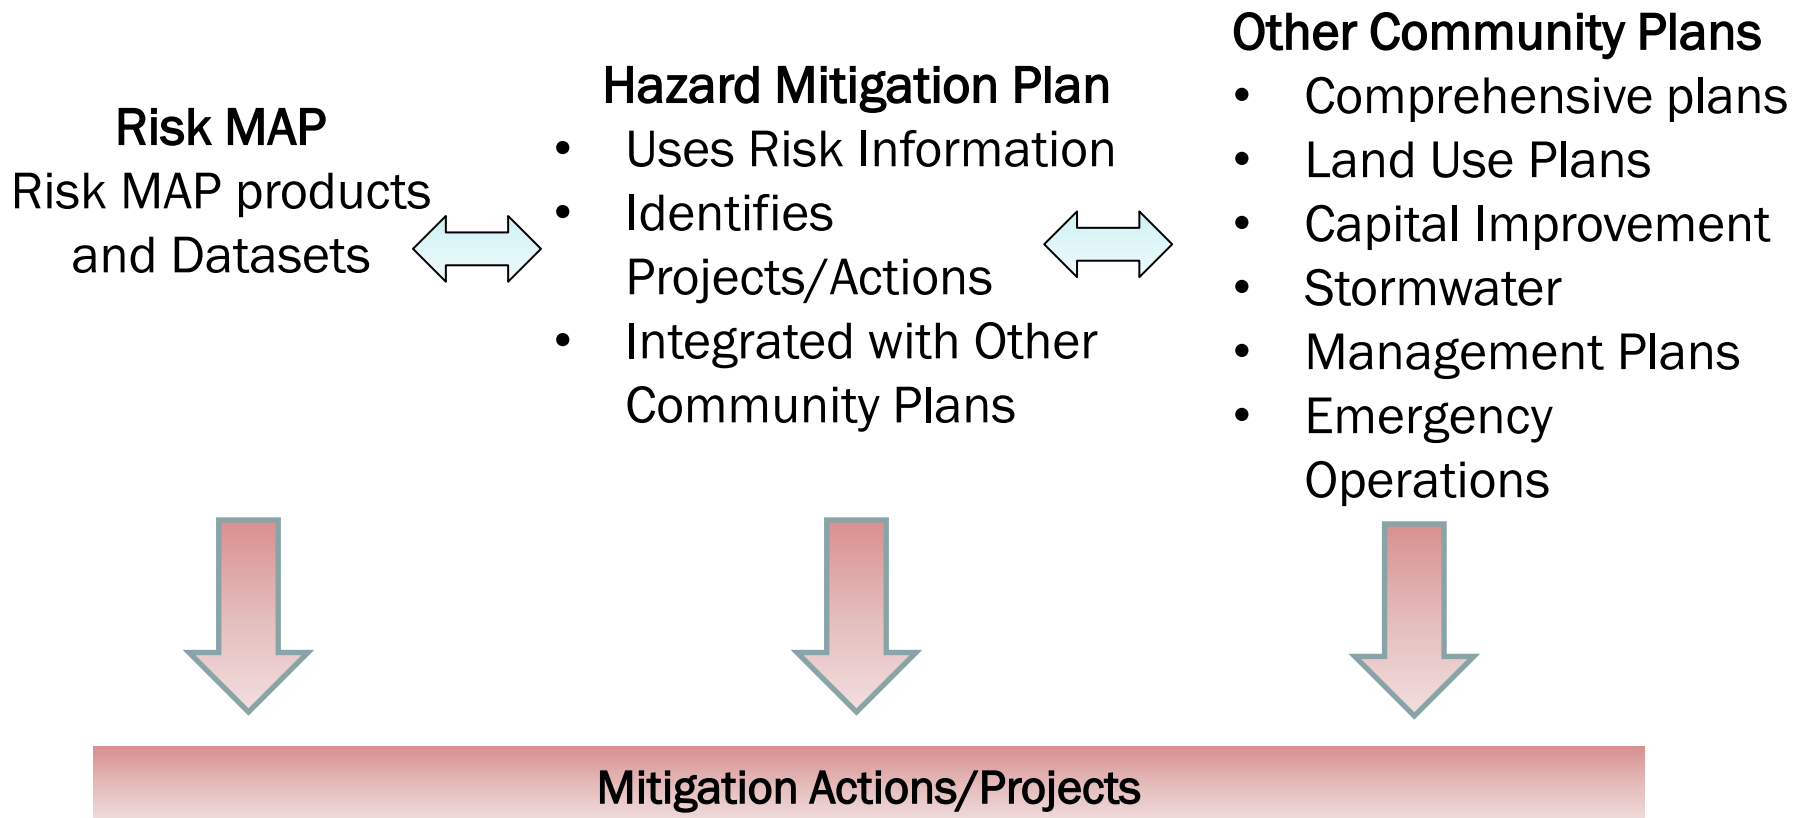 Risk MAP
Risk MAP products
and Datasets
Hazard Mitigation Plan
• Uses Risk Information
• Identifies
Projects/Actions
• Integrated with Other
Community Plans
Other Community Plans
• Comprehensive plans
• Land Use Plans
• Capital Improvement
• Stormwater
• Management Plans
• Emergency
Operations
Mitigation Actions/Projects